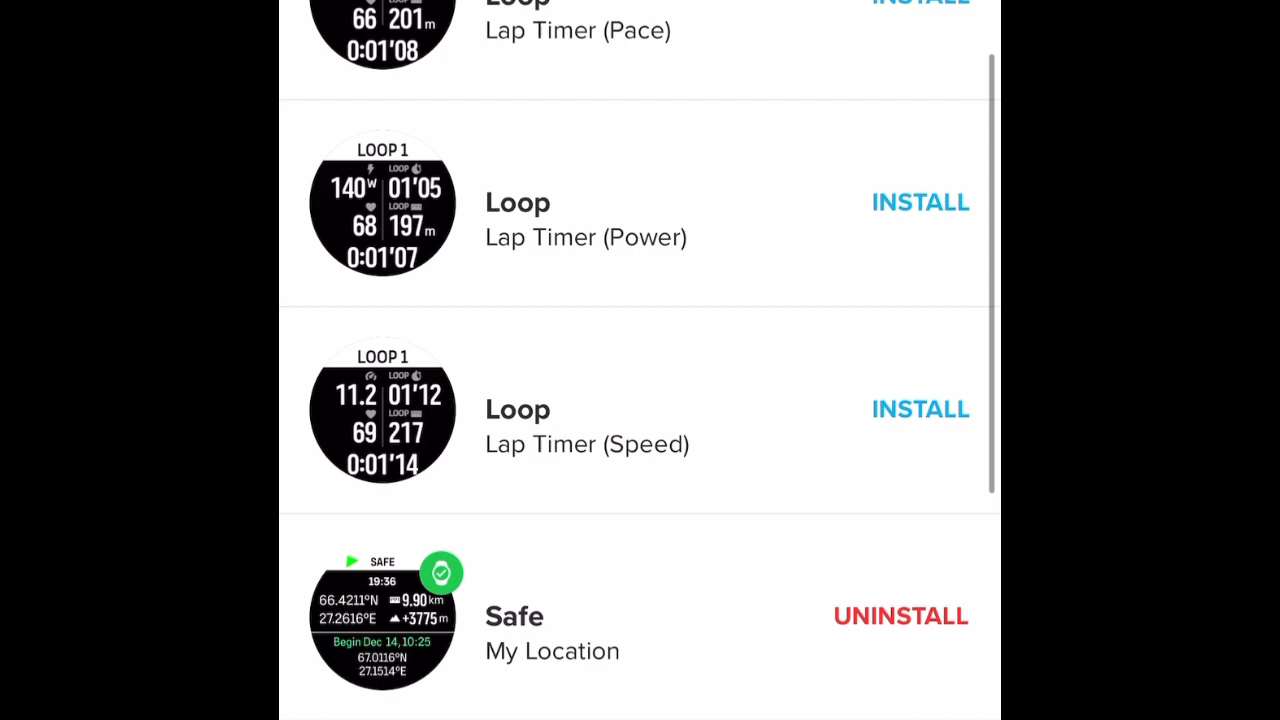 Loop
INSTALL
66 201m
Lap Timer (Pace)
0:01'08
LOOP 1
LOOP
140W 01'05
LOOP
68 197m
0:01'07
Loop
Lap Timer (Power)
INSTALL
LOOP 1
LOOP
11.2 01'12
LOOP
69 217
0:01'14
Loop
Lap Timer (Speed)
INSTALL
SAFE
19:36
66.4211°N 9.90km
27.2616°E +3775m
Begin Dec 14, 10:25
67.0116°N
27.1514°E
Safe
My Location
UNINSTALL